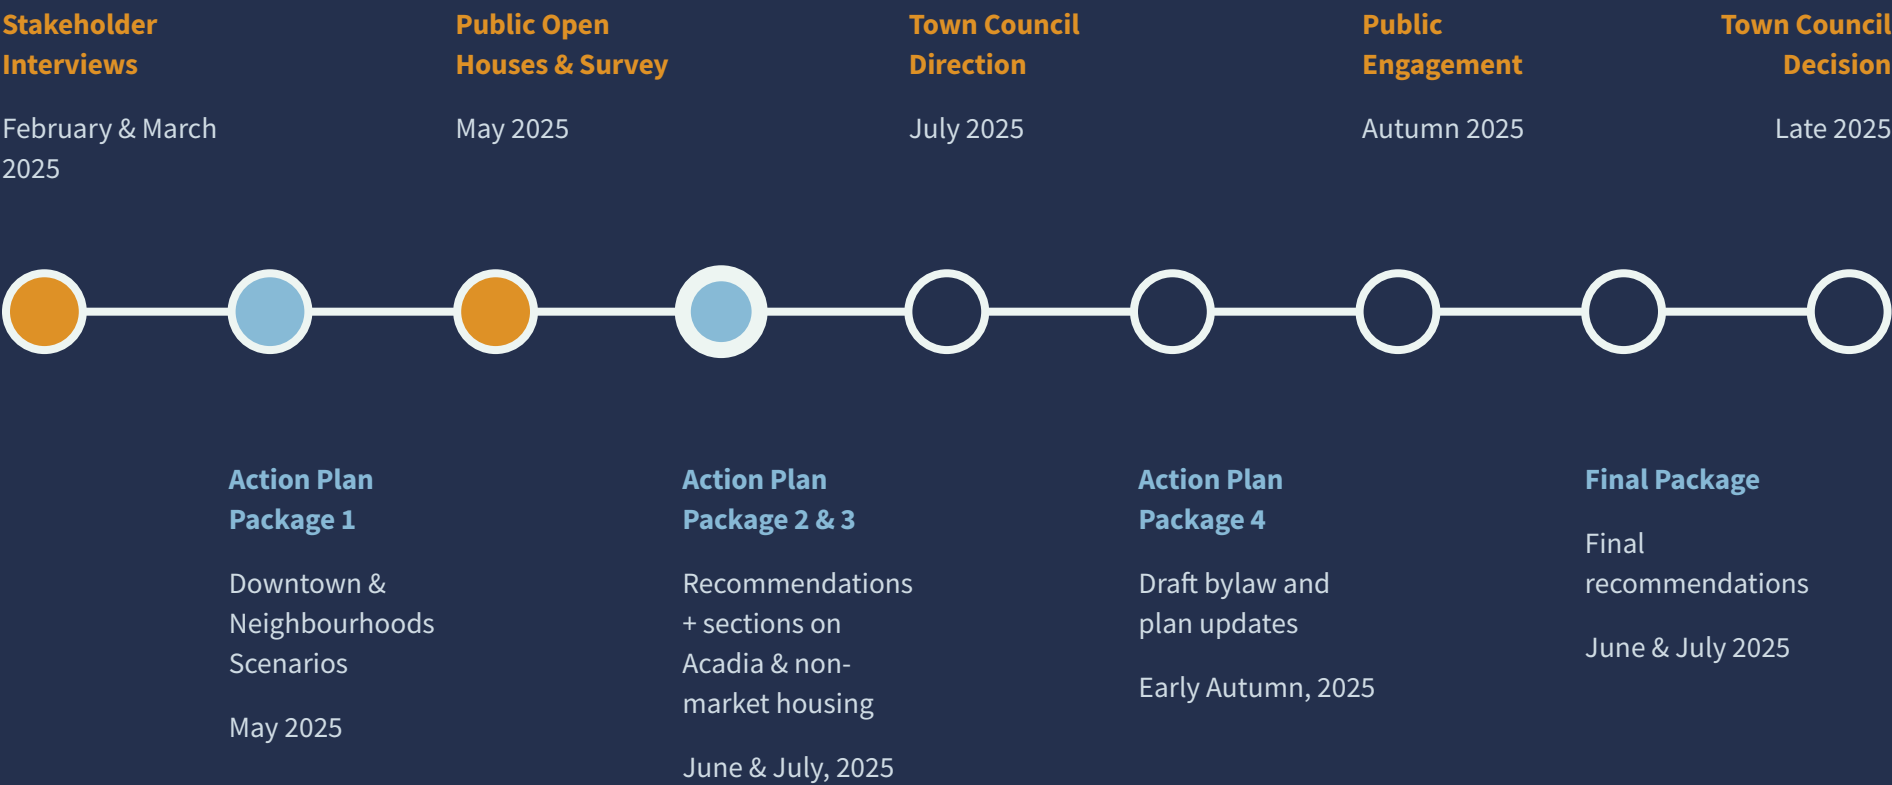 Stakeholder
Interviews
February & March
2025
Public Open
Houses & Survey
May 2025
Town Council
Direction
July 2025
Public
Engagement
Autumn 2025
Town Council
Decision
Late 2025
Action Plan
Package 1
Downtown &
Neighbourhoods
Scenarios
May 2025
Action Plan
Package 2 & 3
Recommendations
+ sections on
Acadia & non-
market housing
June & July, 2025
Action Plan
Package 4
Draft bylaw and
plan updates
Early Autumn, 2025
Final Package
Final
recommendations
June & July 2025